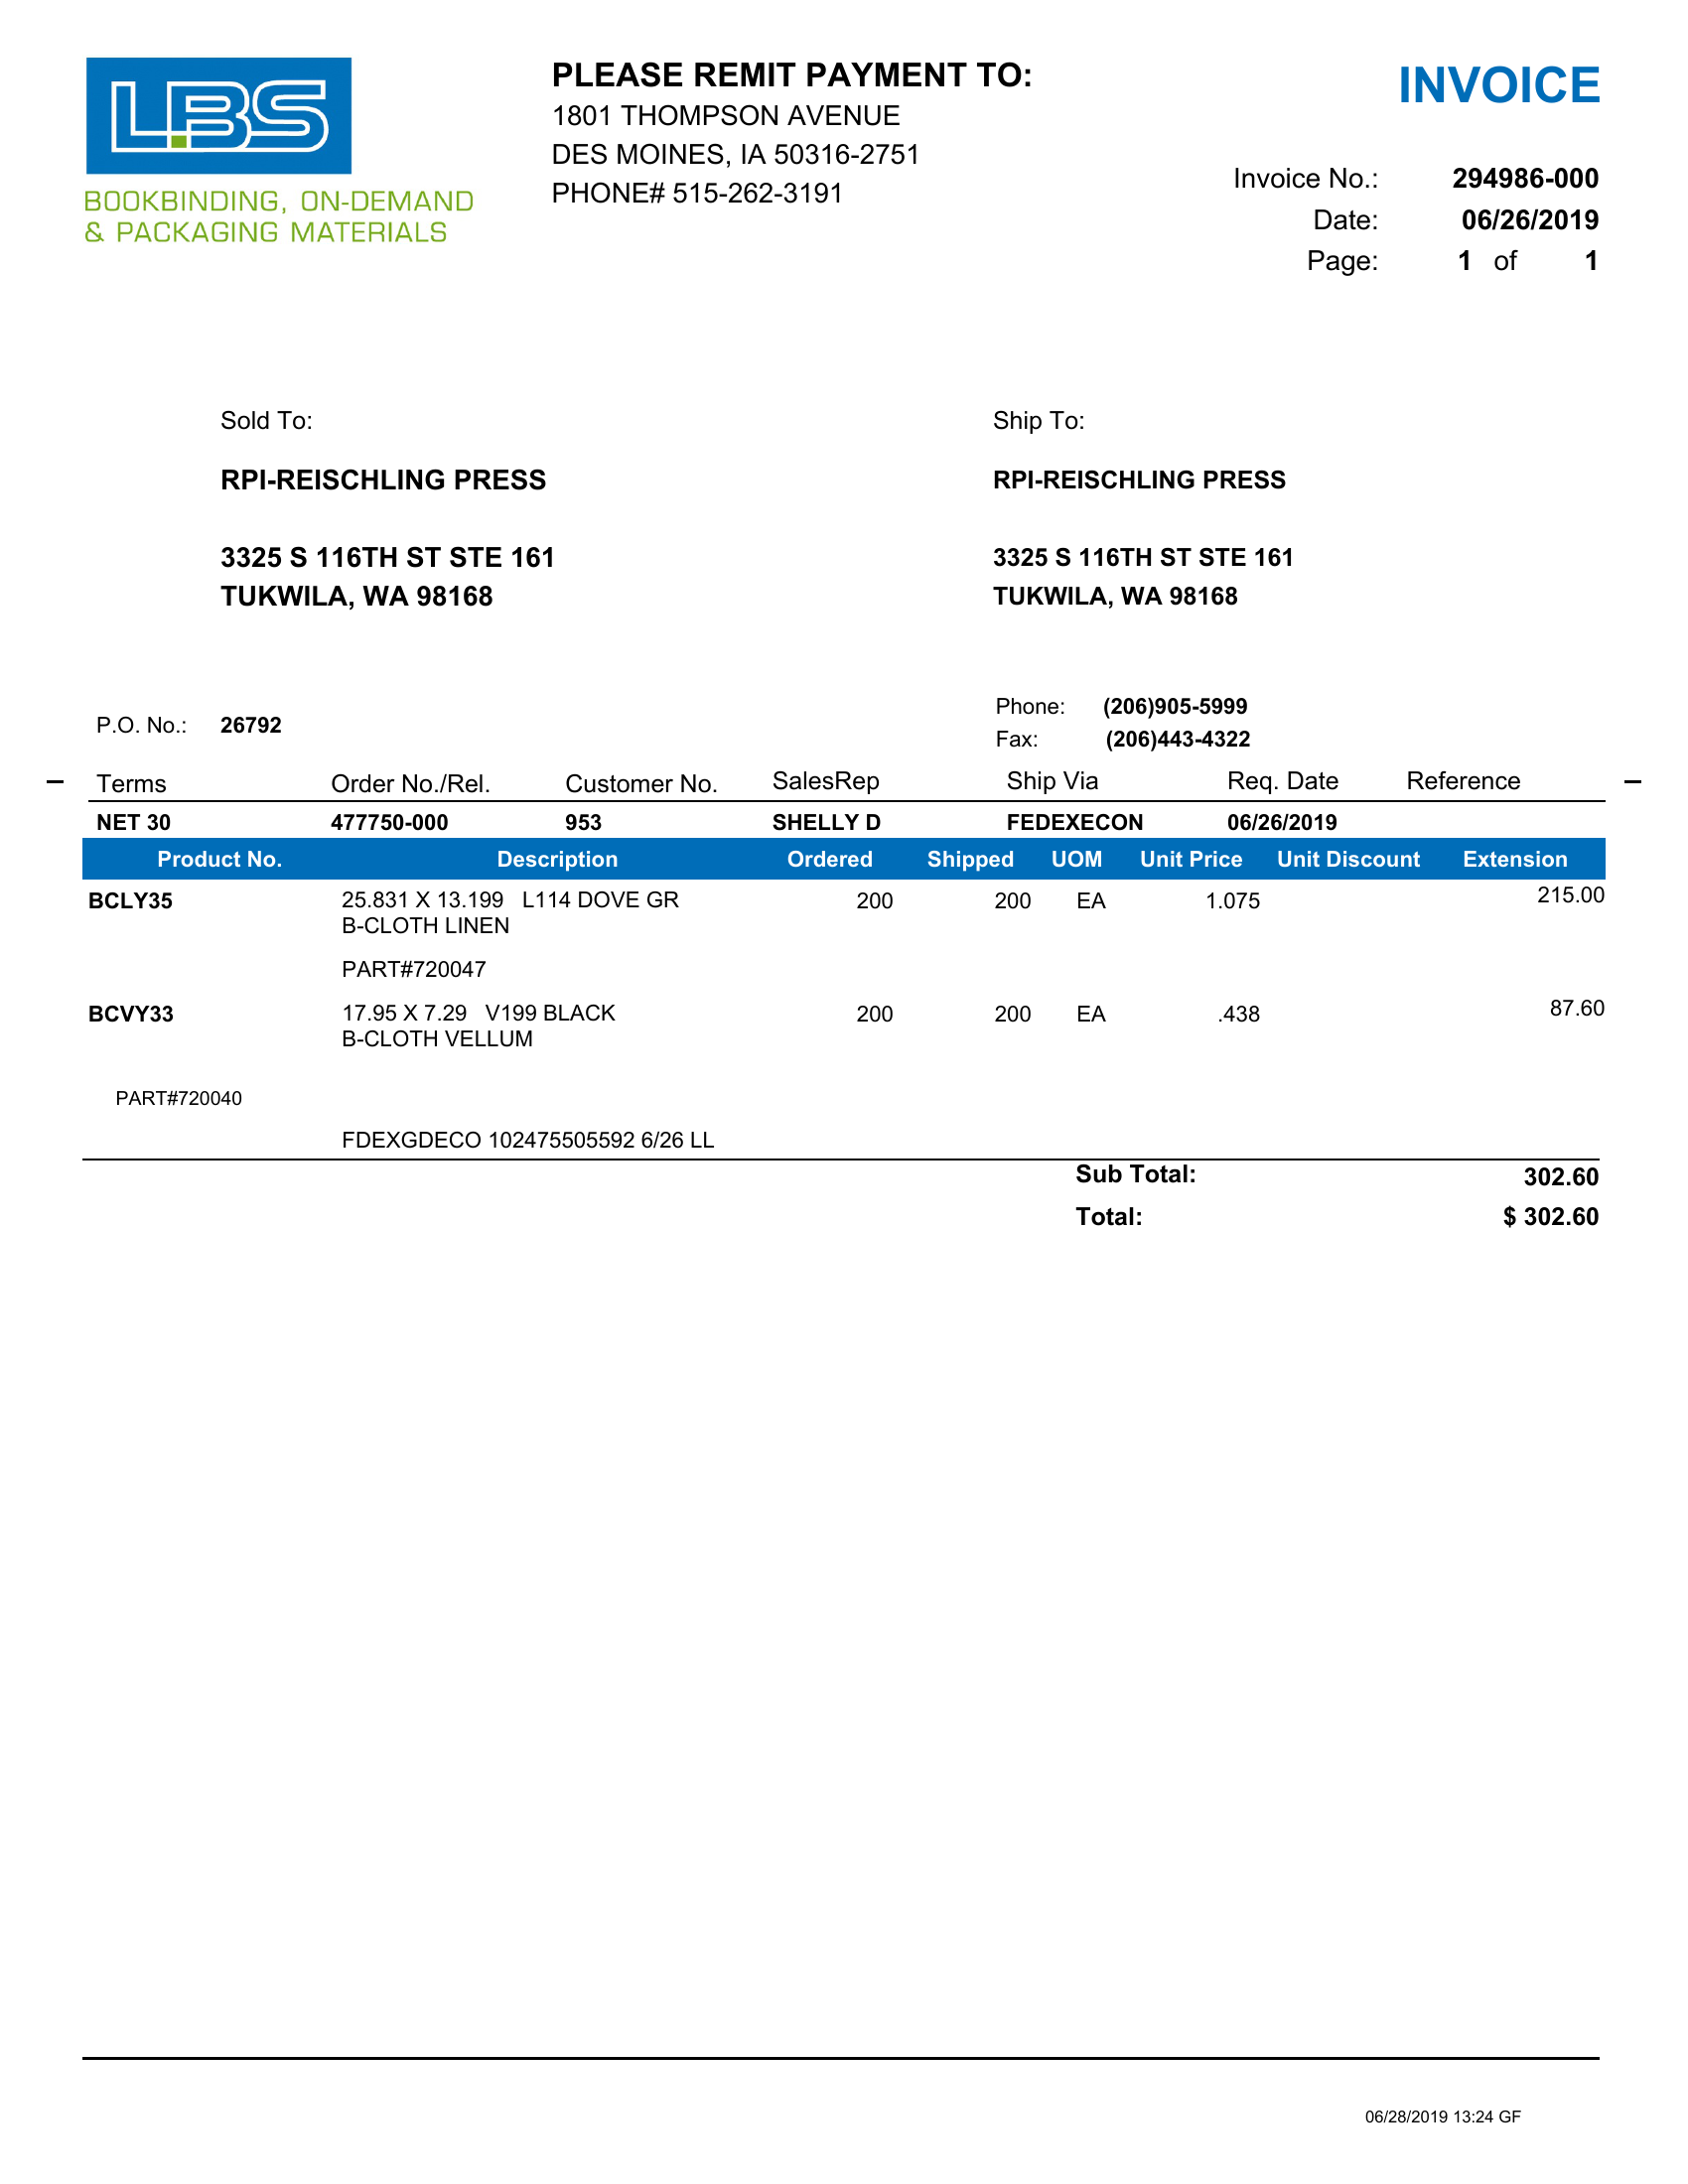 LBS
BOOKBINDING, ON-DEMAND
& PACKAGING MATERIALS
PLEASE REMIT PAYMENT TO:
1801 THOMPSON AVENUE
DES MOINES, IA 50316-2751
PHONE# 515-262-3191
INVOICE
Invoice No.: 294986-000
Date: 06/26/2019
Page: 1 of 1
Sold To:
RPI-REISCHLING PRESS
3325 S 116TH ST STE 161
TUKWILA, WA 98168
Ship To:
RPI-REISCHLING PRESS
3325 S 116TH ST STE 161
TUKWILA, WA 98168
P.O. No.: 26792
Phone: (206)905-5999
Fax: (206)443-4322
Terms Order No./Rel. Customer No. SalesRep Ship Via Req. Date Reference
NET 30 477750-000 953 SHELLY D FEDEXECON 06/26/2019
Product No. Description Ordered Shipped UOM Unit Price Unit Discount Extension
BCLY35 25.831 X 13.199 L114 DOVE GR 200 200 EA 1.075 215.00
B-CLOTH LINEN
PART#720047
BCVY33 17.95 X 7.29 V199 BLACK 200 200 EA .438 87.60
B-CLOTH VELLUM
PART#720040
FDEXGDECO 102475505592 6/26 LL
Sub Total: 302.60
Total: $ 302.60
06/28/2019 13:24 GF